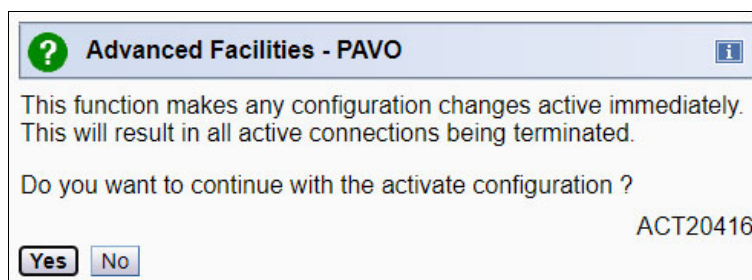 Advanced Facilities - PAVO
This function makes any configuration changes active immediately.
This will result in all active connections being terminated.
Do you want to continue with the activate configuration ?
ACT20416
Yes No